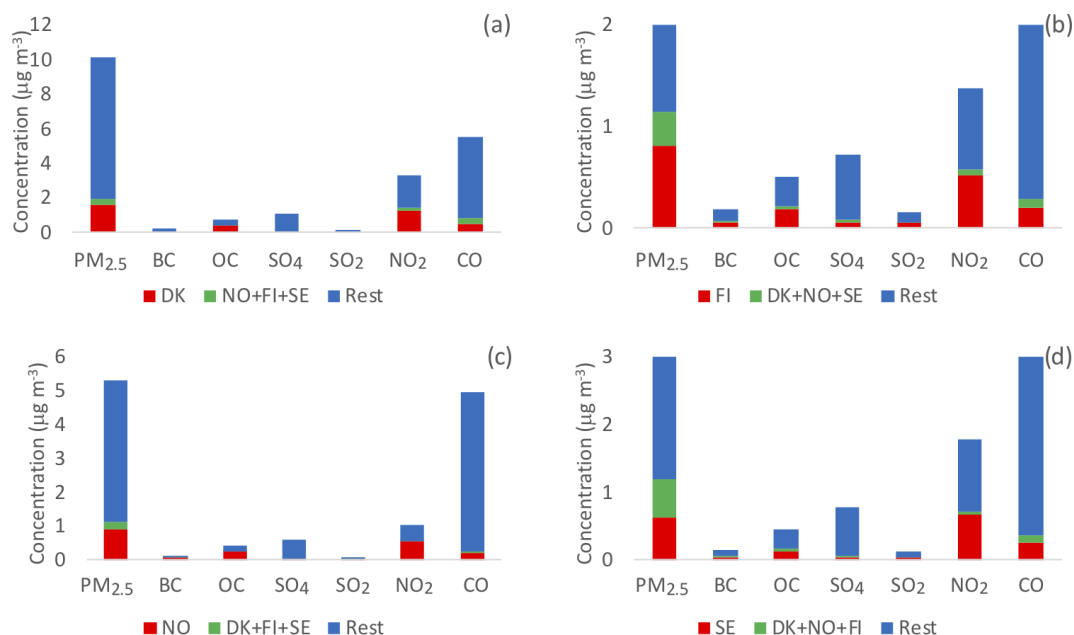 (a)
Concentration (µg m-3)
12
10
8
6
4
2
0
PM2.5 BC OC SO4 SO2 NO2 CO
DK NO+FI+SE Rest
(b)
Concentration (µg m-3)
2
1
0
PM2.5 BC OC SO4 SO2 NO2 CO
FI DK+NO+SE Rest
(c)
Concentration (µg m-3)
6
5
4
3
2
1
0
PM2.5 BC OC SO4 SO2 NO2 CO
NO DK+FI+SE Rest
(d)
Concentration (µg m-3)
3
2
1
0
PM2.5 BC OC SO4 SO2 NO2 CO
SE DK+NO+FI Rest